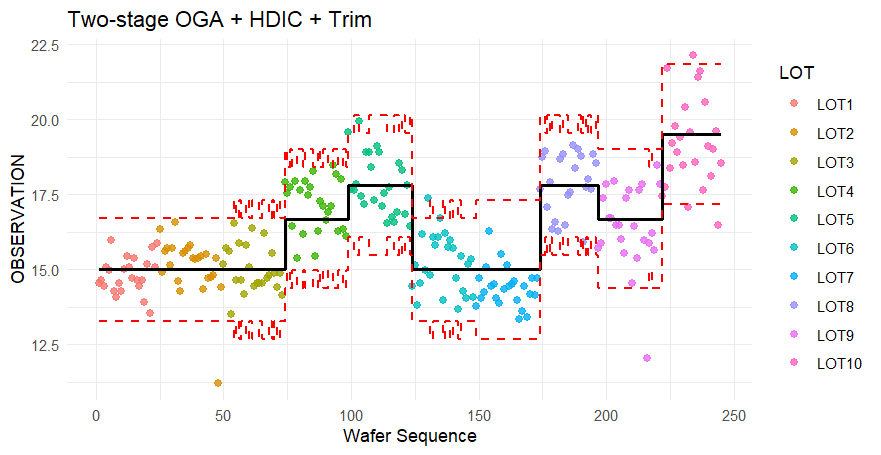 Two-stage OGA + HDIC + Trim
OBSERVATION
22.5
20.0
17.5
15.0
12.5
0
50
100
150
200
250
Wafer Sequence
LOT
LOT1
LOT2
LOT3
LOT4
LOT5
LOT6
LOT7
LOT8
LOT9
LOT10